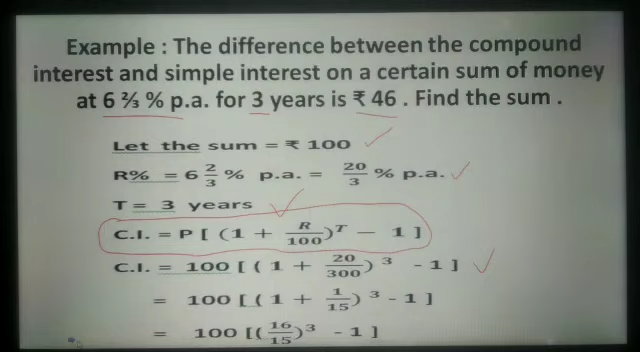 Example : The difference between the compound
interest and simple interest on a certain sum of money
at 6 ⅔ % p.a. for 3 years is ₹ 46 . Find the sum .
Let the sum = ₹ 100
R% = 6 2/3 % p.a. = 20/3 % p.a.
T = 3 years
C.I. = P [ (1 + R/100)^T − 1 ]
C.I. = 100 [ ( 1 + 20/300 ) ^3 - 1 ]
= 100 [ ( 1 + 1/15 ) ^3 - 1 ]
= 100 [(16/15)^3 - 1 ]